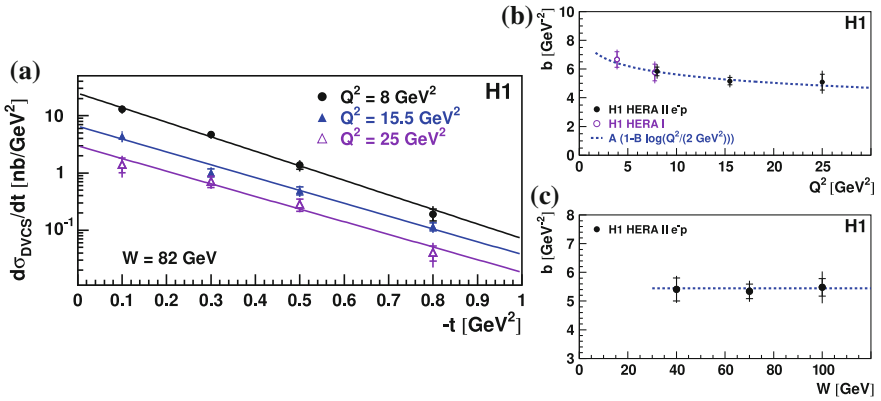 (a)
H1
Q² = 8 GeV²
Q² = 15.5 GeV²
Q² = 25 GeV²
dσDVCS/dt [nb/GeV²]
10
1
10⁻¹
W = 82 GeV
0 0.1 0.2 0.3 0.4 0.5 0.6 0.7 0.8 0.9 1
-t [GeV²]
(b)
H1
b [GeV⁻²]
10
8
6
4
2
0
H1 HERA II e⁻p
H1 HERA I
A (1-B log(Q²/(2 GeV²)))
0 5 10 15 20 25 30
Q² [GeV²]
(c)
H1
b [GeV⁻²]
8
7
6
5
4
3
H1 HERA II e⁻p
0 20 40 60 80 100
W [GeV]